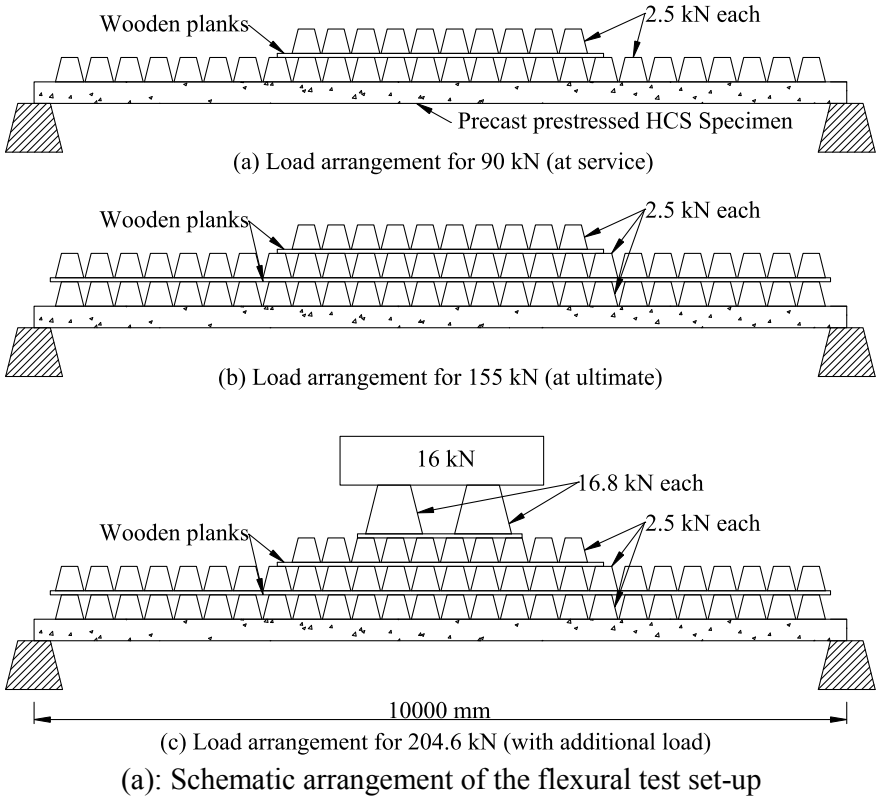 Wooden planks
2.5 kN each
Precast prestressed HCS Specimen
(a) Load arrangement for 90 kN (at service)
Wooden planks
2.5 kN each
(b) Load arrangement for 155 kN (at ultimate)
16 kN
16.8 kN each
Wooden planks
2.5 kN each
10000 mm
(c) Load arrangement for 204.6 kN (with additional load)
(a): Schematic arrangement of the flexural test set-up